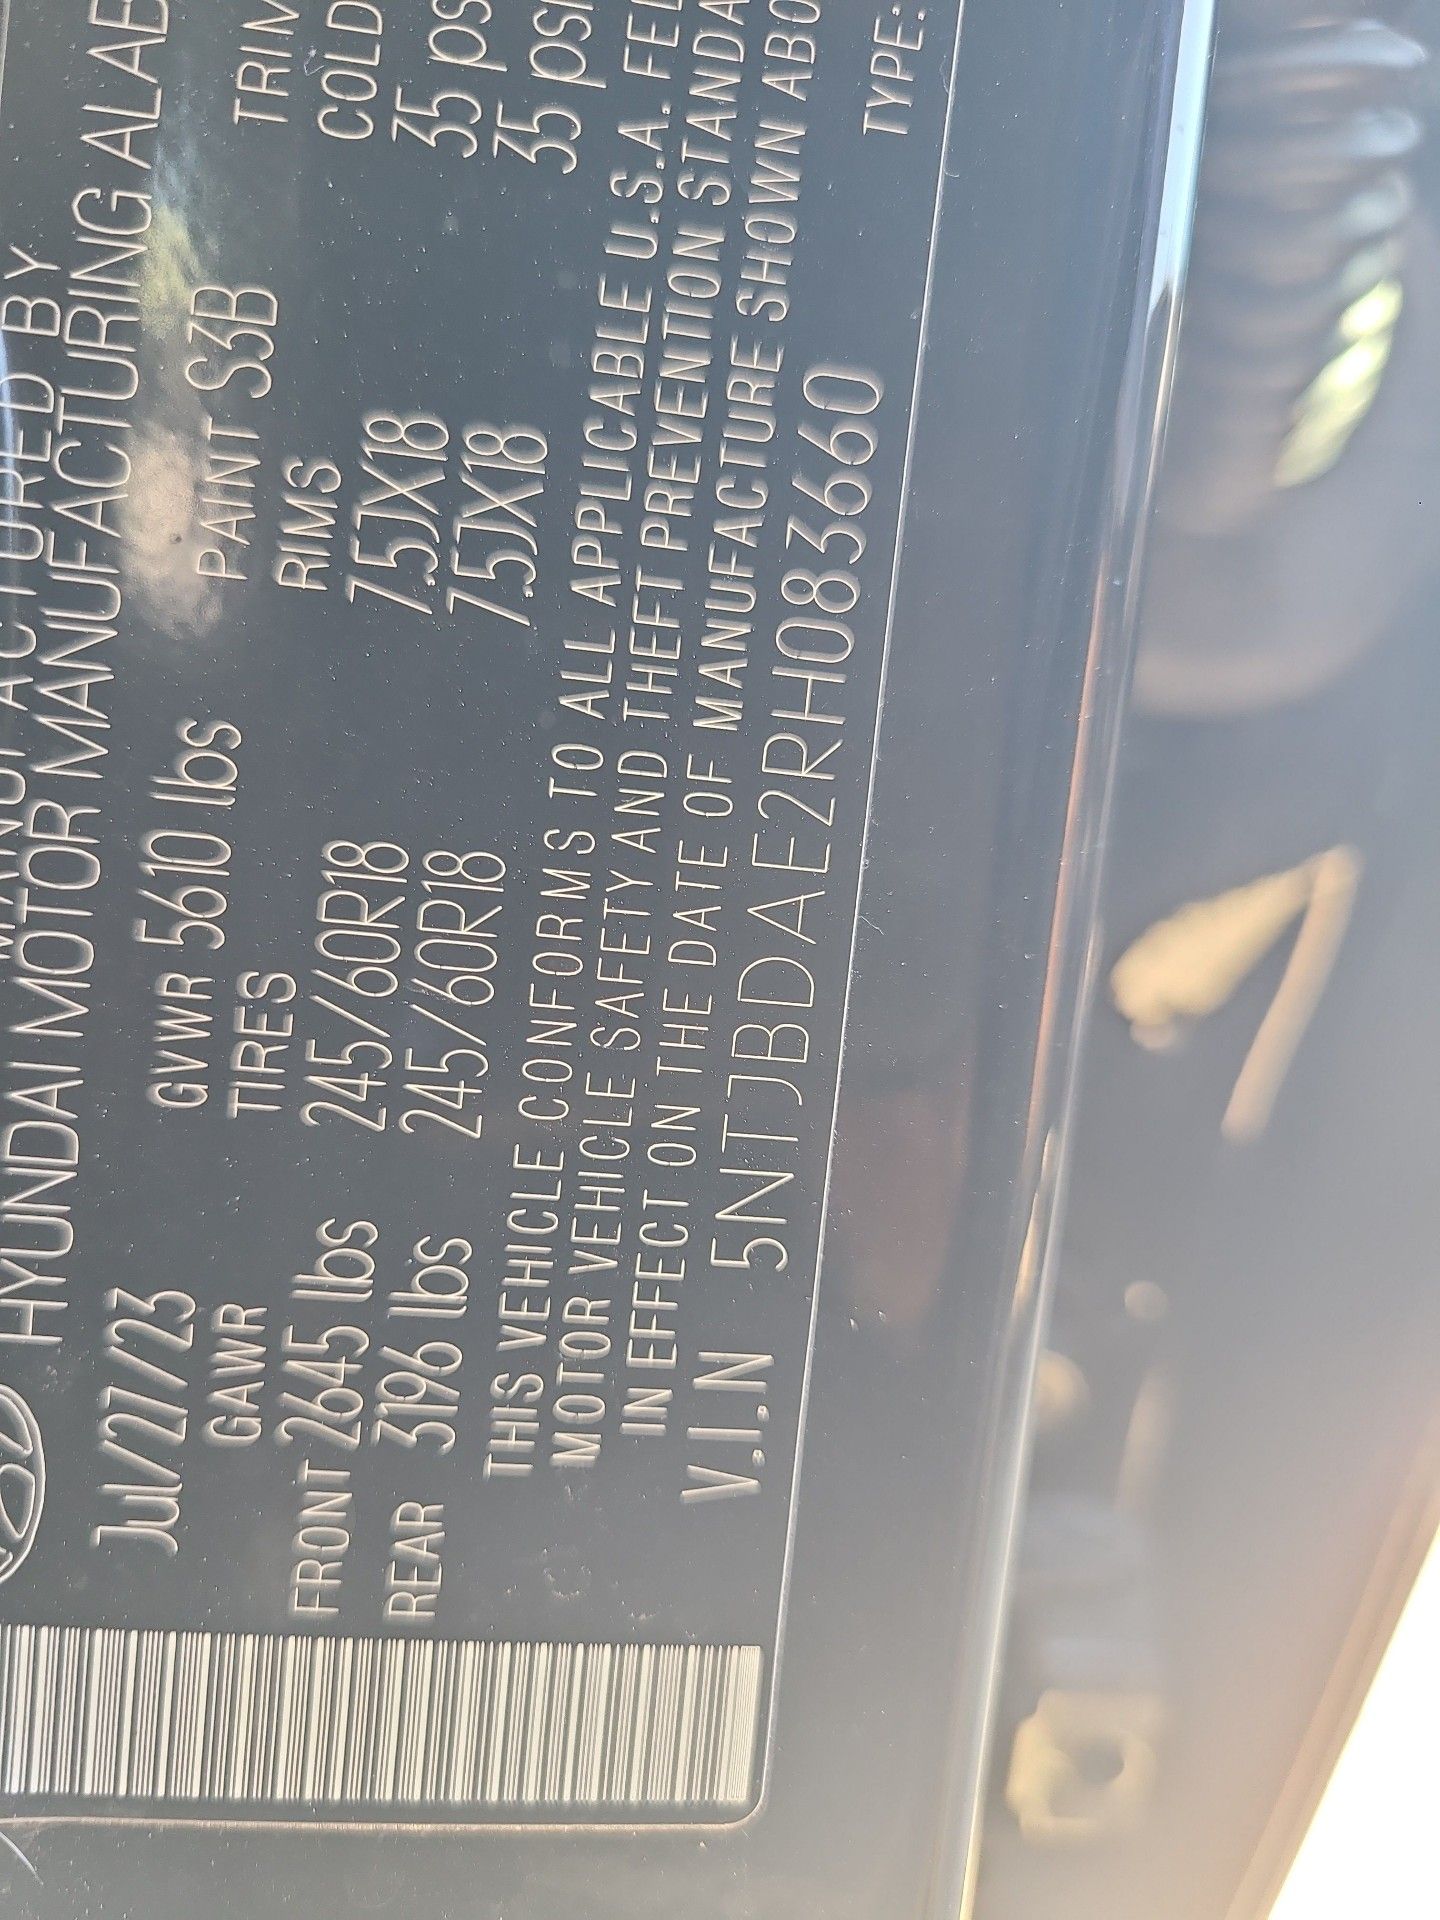 MANUFACTURED BY
HYUNDAI MOTOR MANUFACTURING ALAB
Jul/27/23 GVWR 5610 lbs PAINT S3B TRIM
GAWR TIRES RIMS COLD
FRONT 2645 lbs 245/60R18 7.5JX18 35 psi
REAR 3196 lbs 245/60R18 7.5JX18 35 psi
THIS VEHICLE CONFORMS TO ALL APPLICABLE U.S.A. FE
MOTOR VEHICLE SAFETY AND THEFT PREVENTION STANDA
IN EFFECT ON THE DATE OF MANUFACTURE SHOWN ABO
V.I.N 5NTJBDAE2RH083660 TYPE: